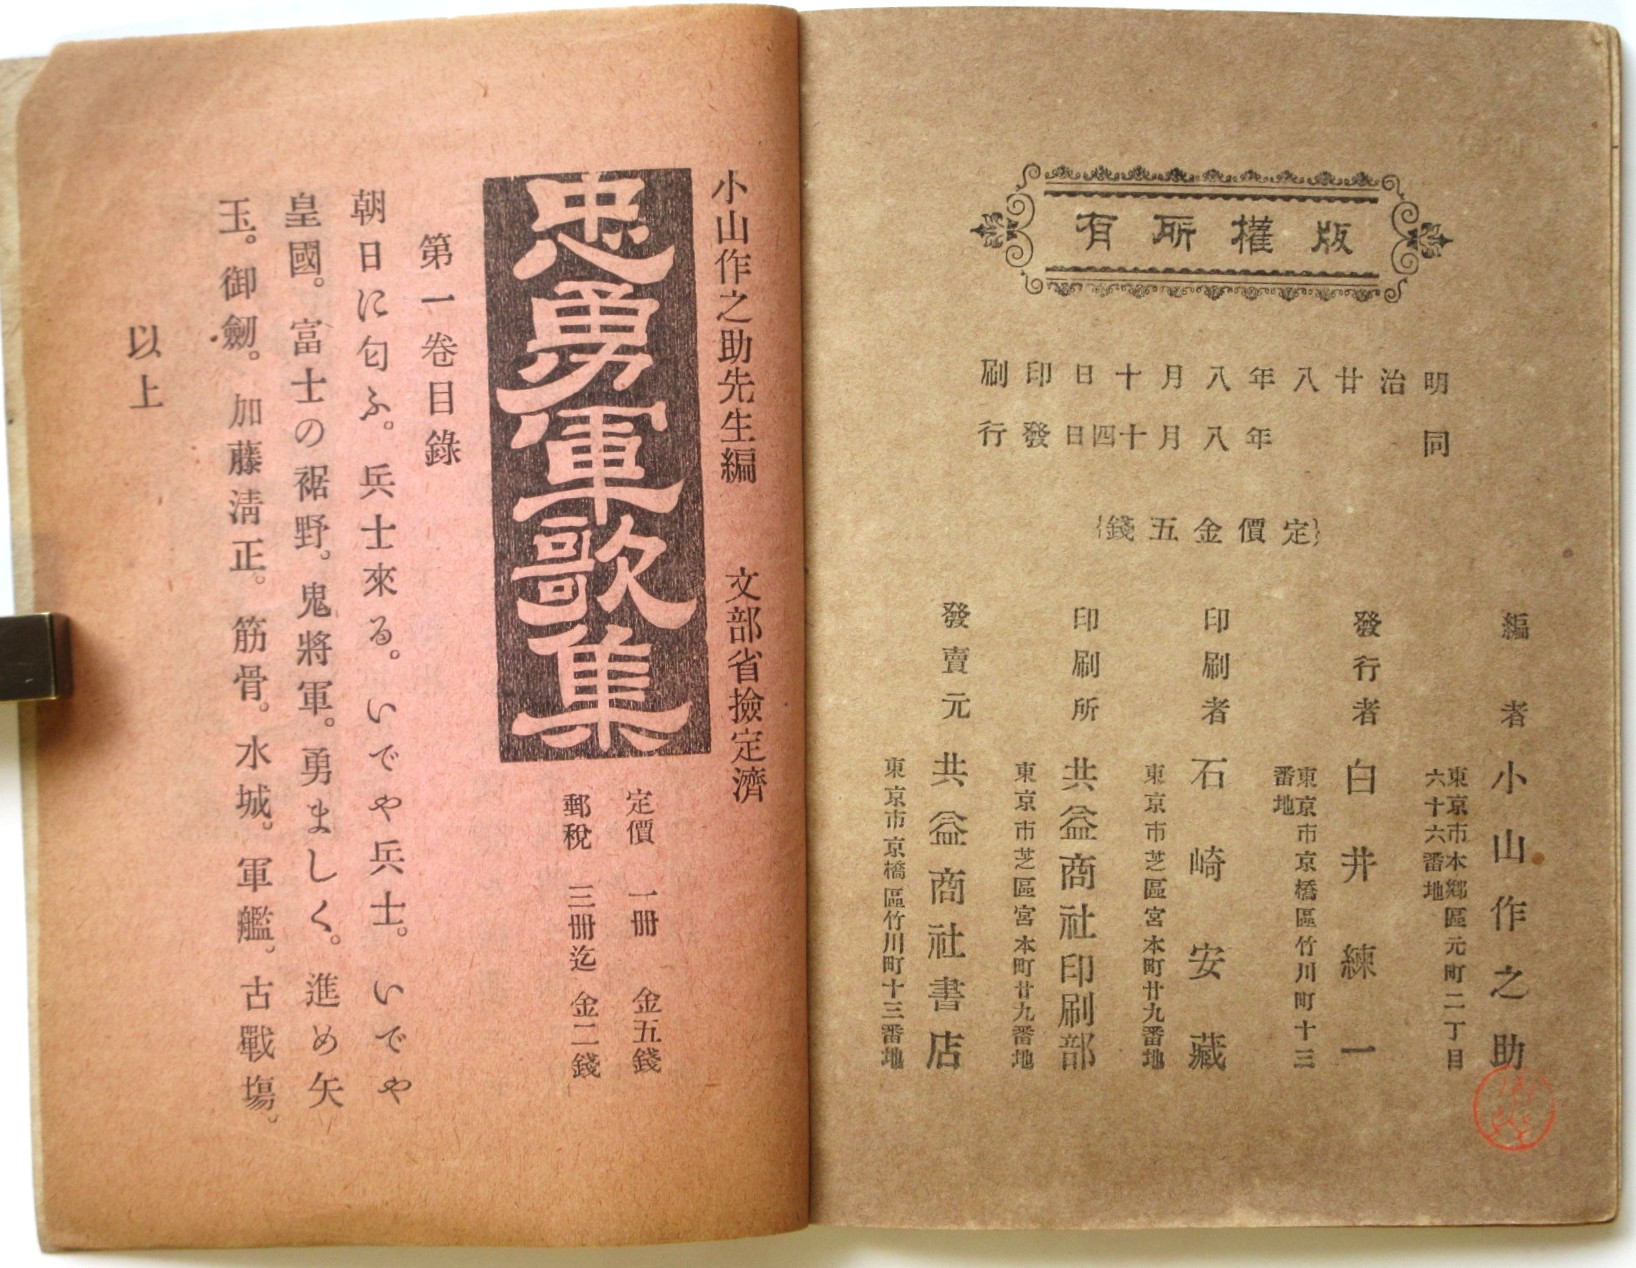 版權所有
明治廿八年八月十日印刷
同年八月十四日發行
{定價金五錢}
編者 小山作之助
東京市本郷區元町二丁目
六十六番地
發行者 白井練一
東京市京橋區竹川町十三
番地
印刷者 石崎安藏
東京市芝區宮本町廿九番地
印刷所 共益商社印刷部
東京市芝區宮本町廿九番地
發賣元 共益商社書店
東京市京橋區竹川町十三番地
小山作之助先生編 文部省撿定濟
忠勇軍歌集
定價 一册 金五錢
郵稅 三册迄 金二錢
第一卷目錄
朝日に匂ふ。兵士來る。いでや兵士。いでや
皇國。富士の裾野。鬼將軍。勇ましく。進め矢
玉。御劒。加藤淸正。筋骨。水城。軍艦。古戰塲。
以上